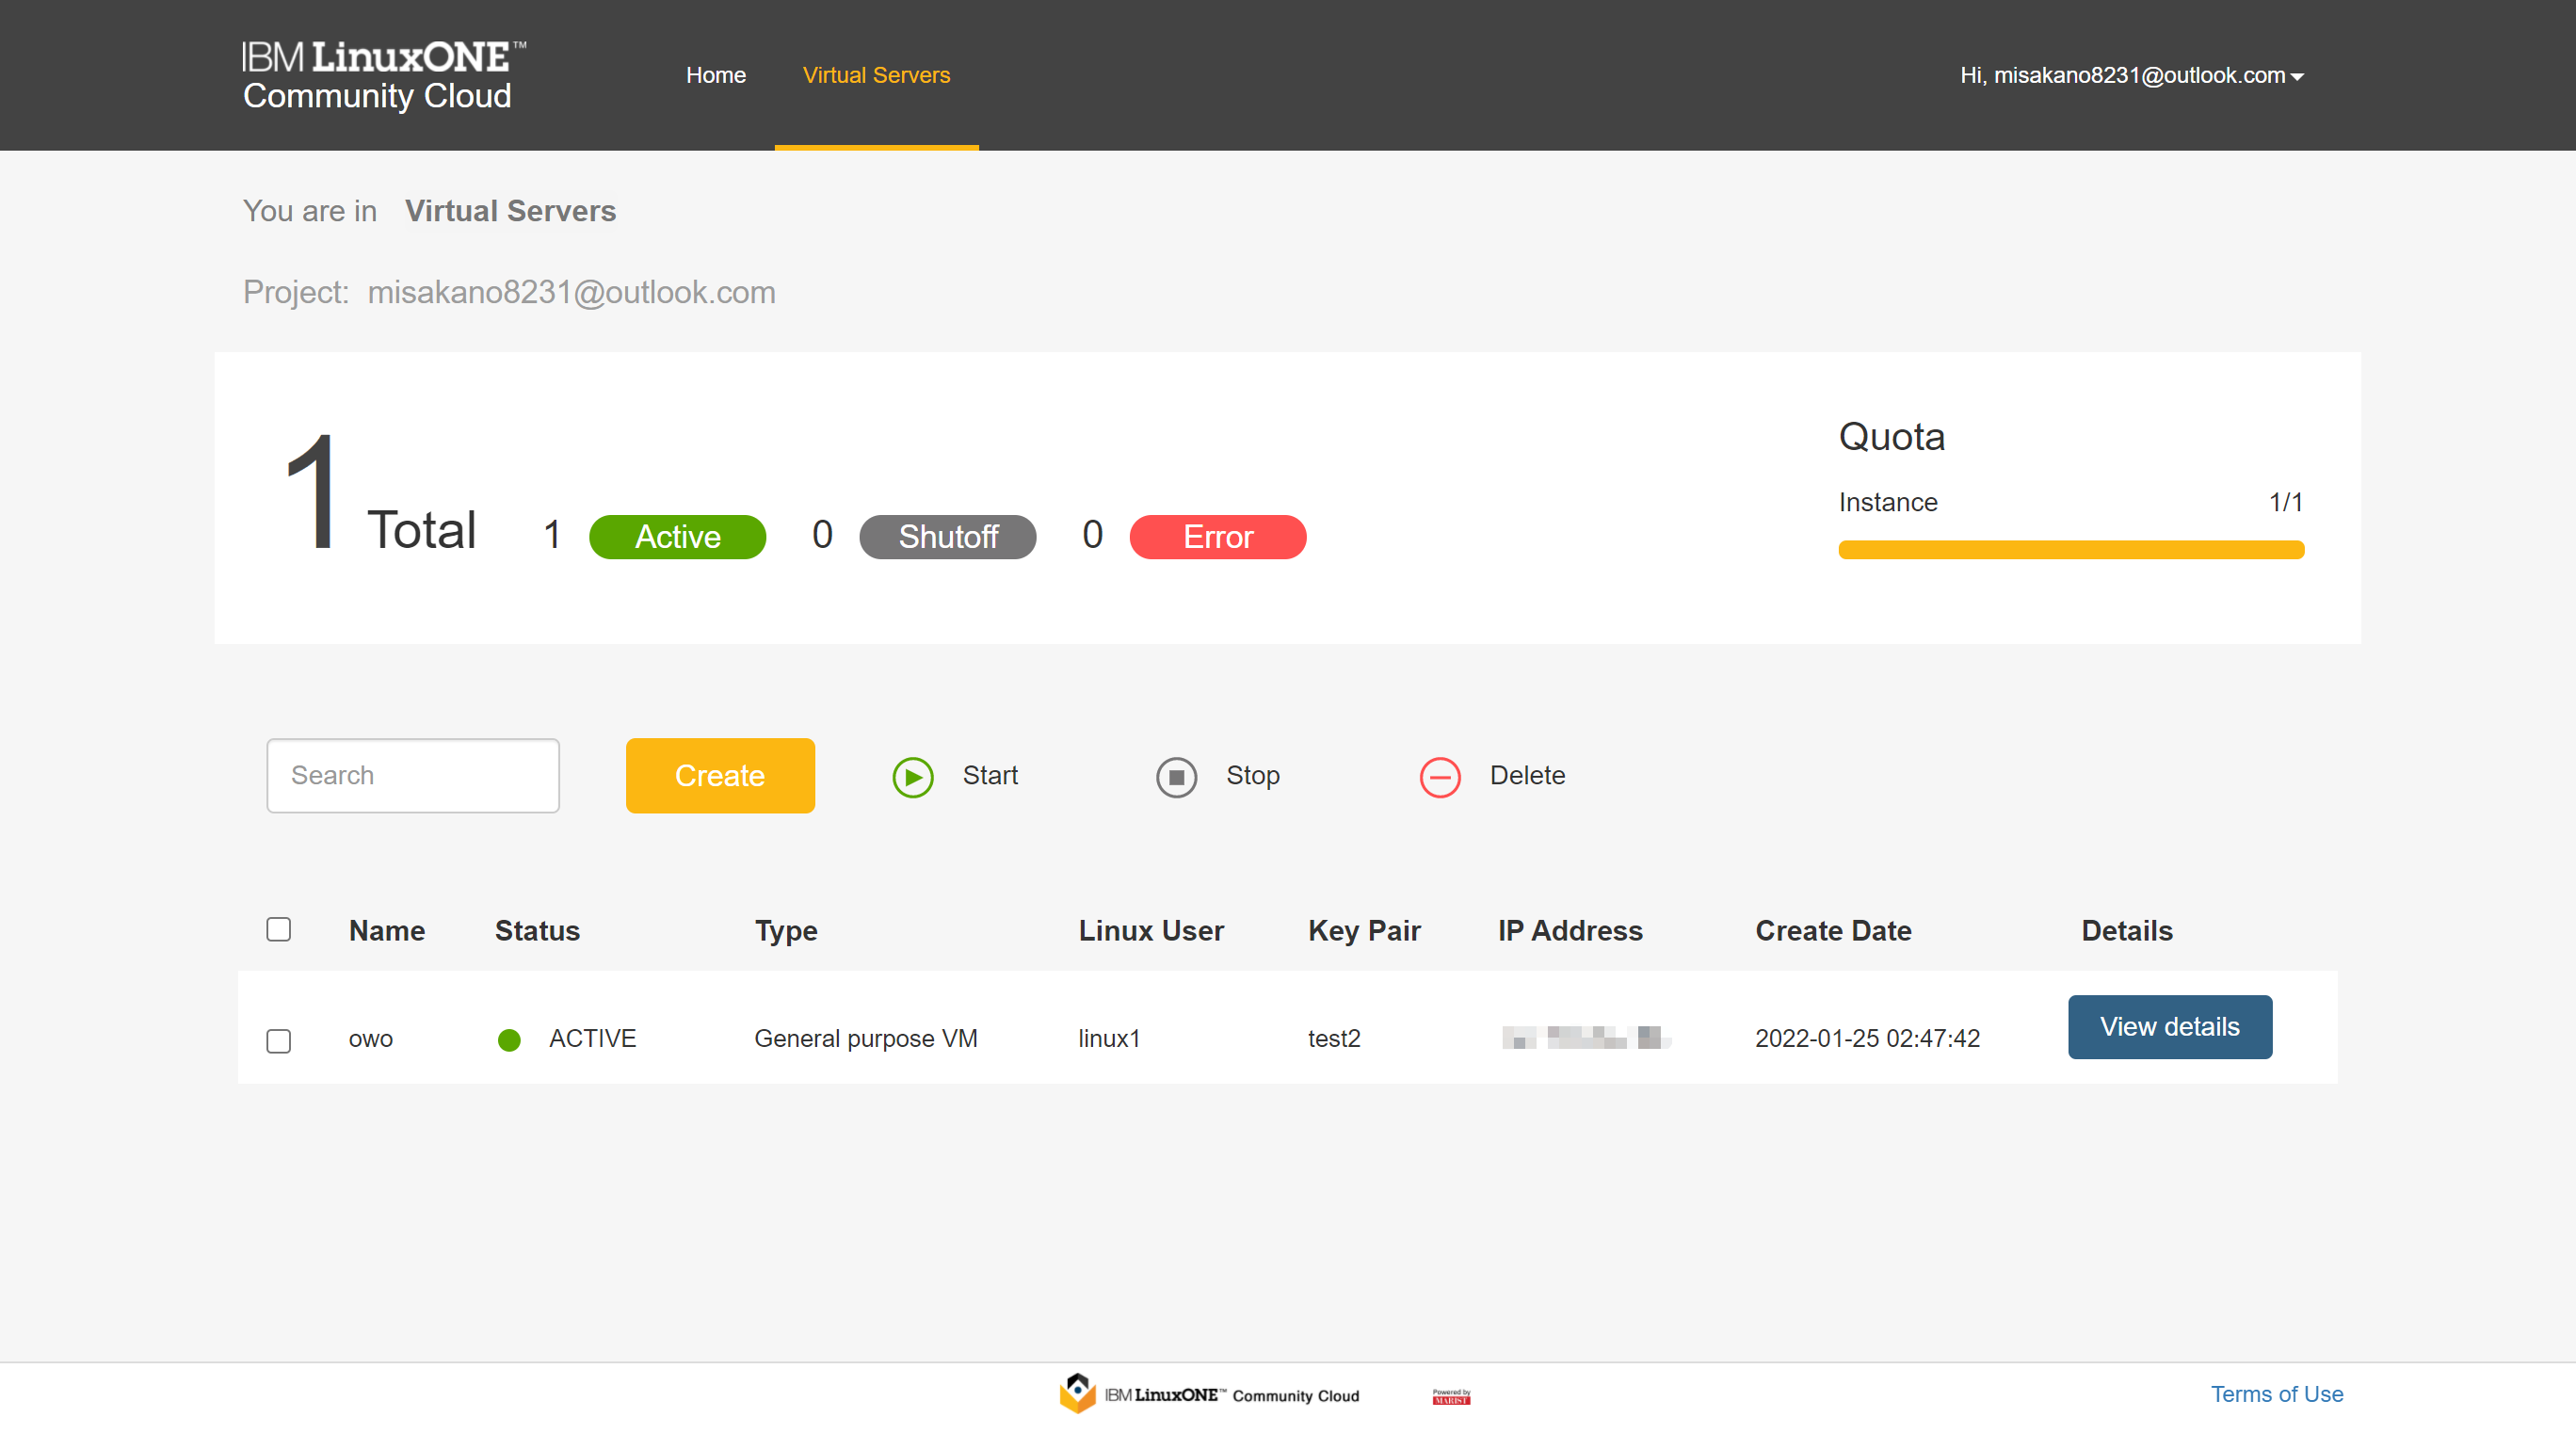 IBM LinuxONE™
Community Cloud
Home
Virtual Servers
Hi, misakano8231@outlook.com
You are in Virtual Servers
Project: misakano8231@outlook.com
1 Total 1 Active 0 Shutoff 0 Error
Quota
Instance 1/1
Search
Create
Start
Stop
Delete
Name Status Type Linux User Key Pair IP Address Create Date Details
owo ACTIVE General purpose VM linux1 test2 2022-01-25 02:47:42 View details
IBM LinuxONE™ Community Cloud
Powered by
MARIST
Terms of Use